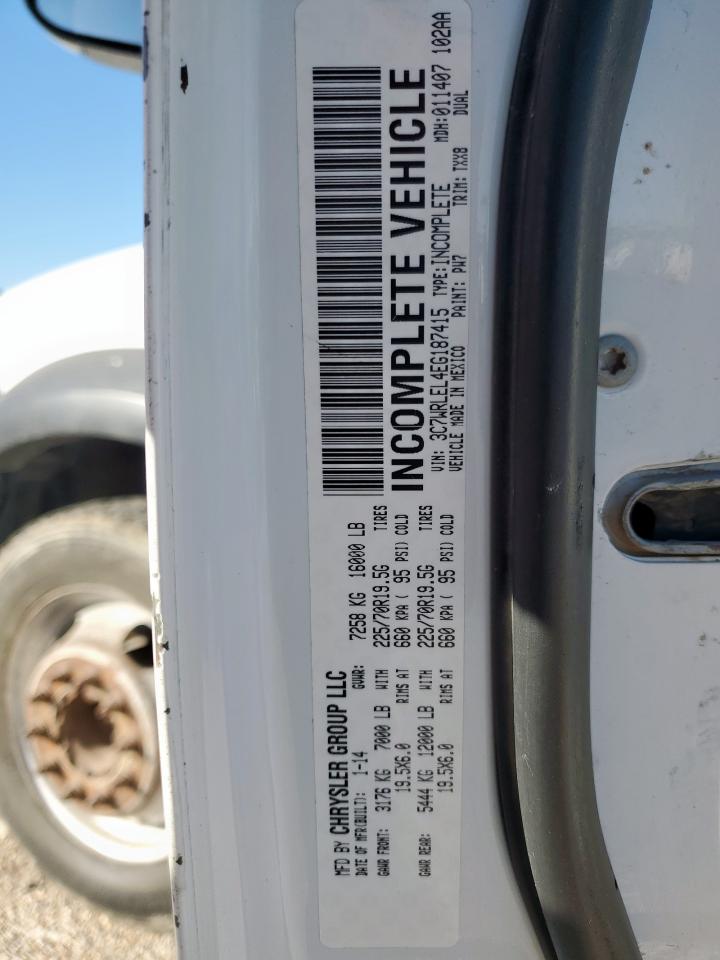 MFD BY CHRYSLER GROUP LLC
DATE OF MFR(BUILT): 1-14 GVWR: 7258 KG 16000 LB
GAWR FRONT: 3176 KG 7000 LB WITH 225/70R19.5G TIRES
19.5X6.0 RIMS AT 660 KPA ( 95 PSI) COLD
GAWR REAR: 5444 KG 12000 LB WITH 225/70R19.5G TIRES
19.5X6.0 RIMS AT 660 KPA ( 95 PSI) COLD
INCOMPLETE VEHICLE
VIN: 3C7WRLEL4EG187415 TYPE:INCOMPLETE MDH:011407 102AA
VEHICLE MADE IN MEXICO PAINT: PW7 TRIM: TXX8 DUAL